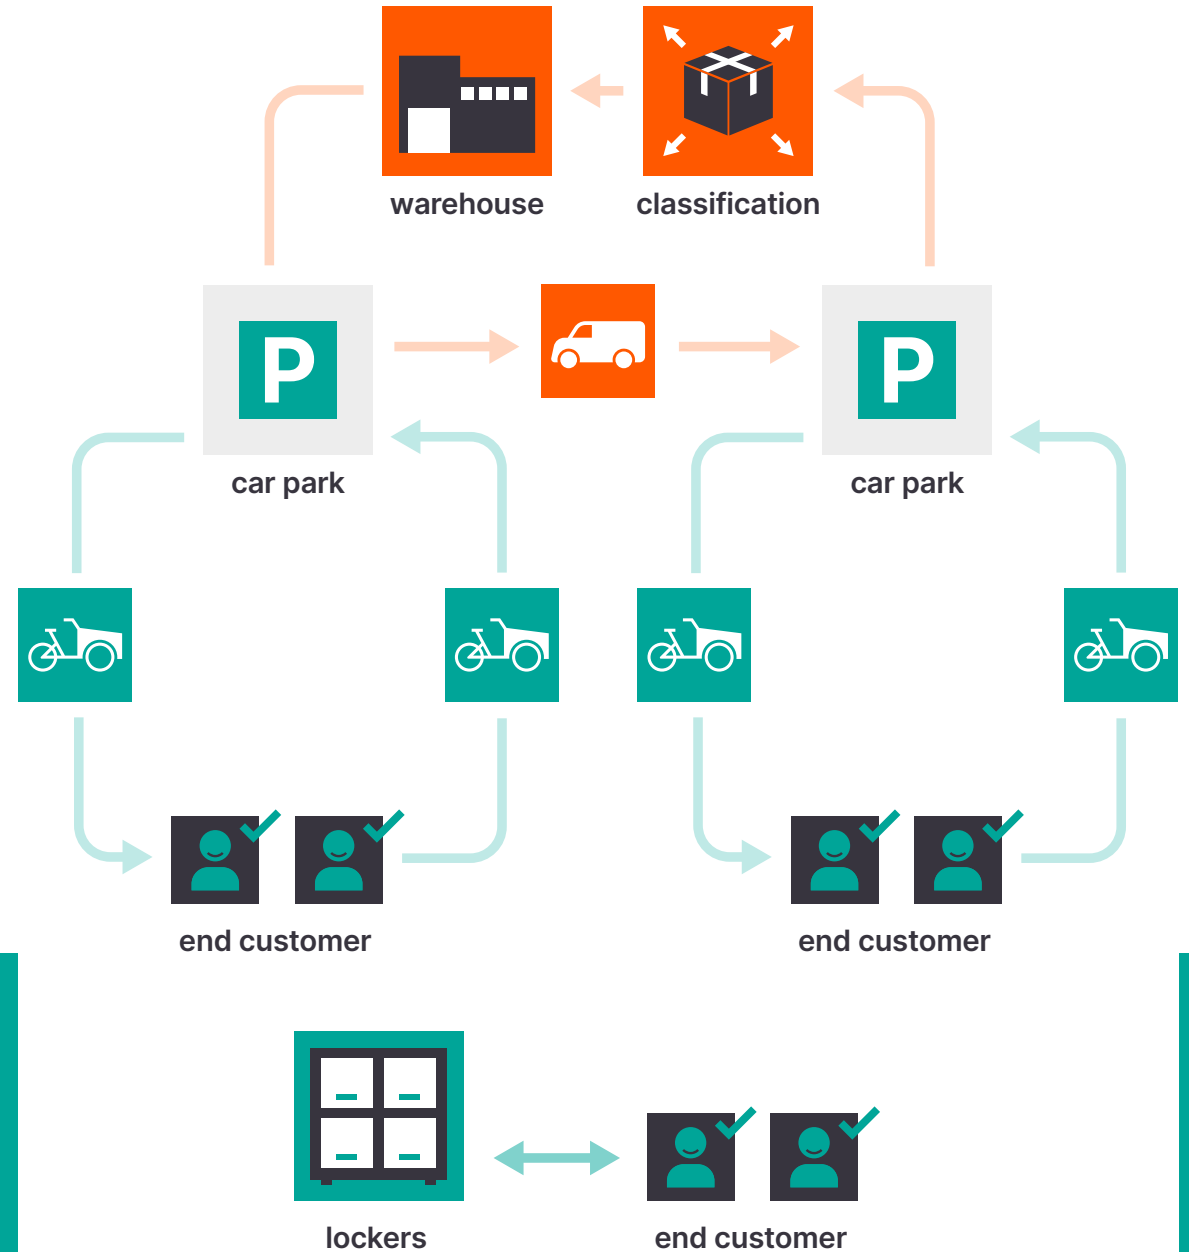 warehouse
classification
P
P
car park
car park
end customer
end customer
lockers
end customer